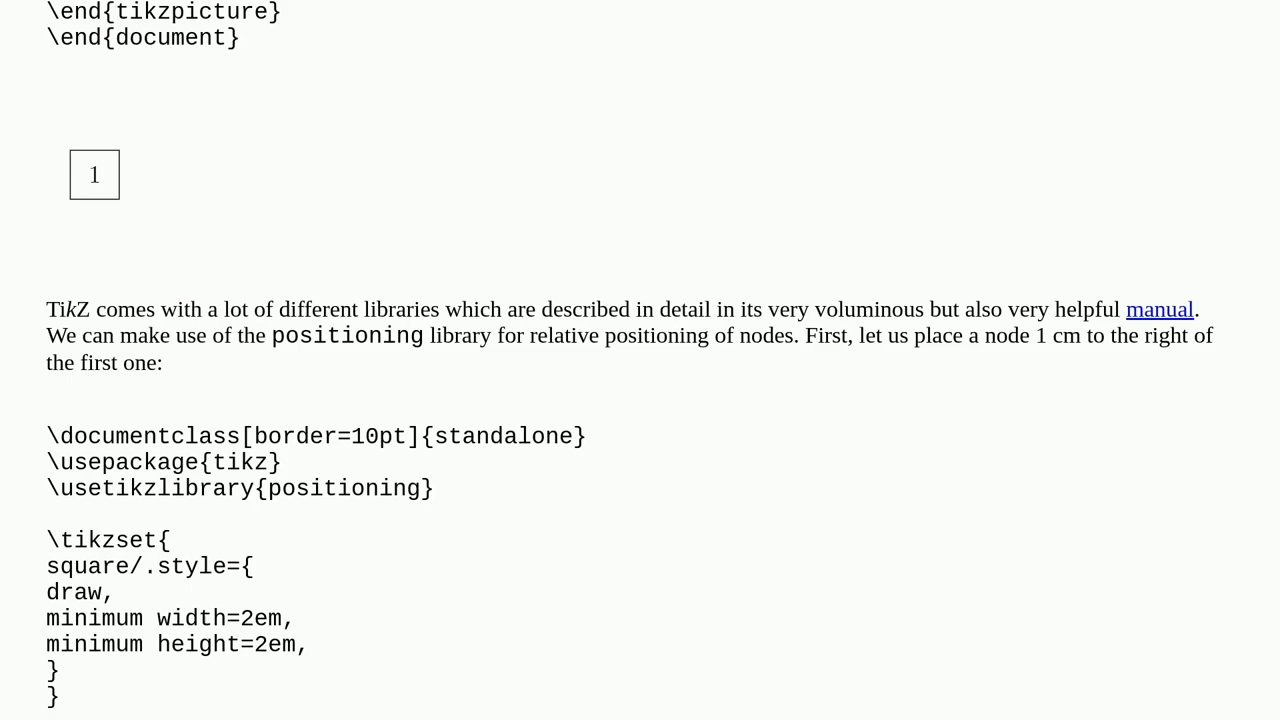 \end{tikzpicture}
\end{document}
1
TikZ comes with a lot of different libraries which are described in detail in its very voluminous but also very helpful manual.
We can make use of the positioning library for relative positioning of nodes. First, let us place a node 1 cm to the right of
the first one:
\documentclass[border=10pt]{standalone}
\usepackage{tikz}
\usetikzlibrary{positioning}
\tikzset{
square/.style={
draw,
minimum width=2em,
minimum height=2em,
}
}